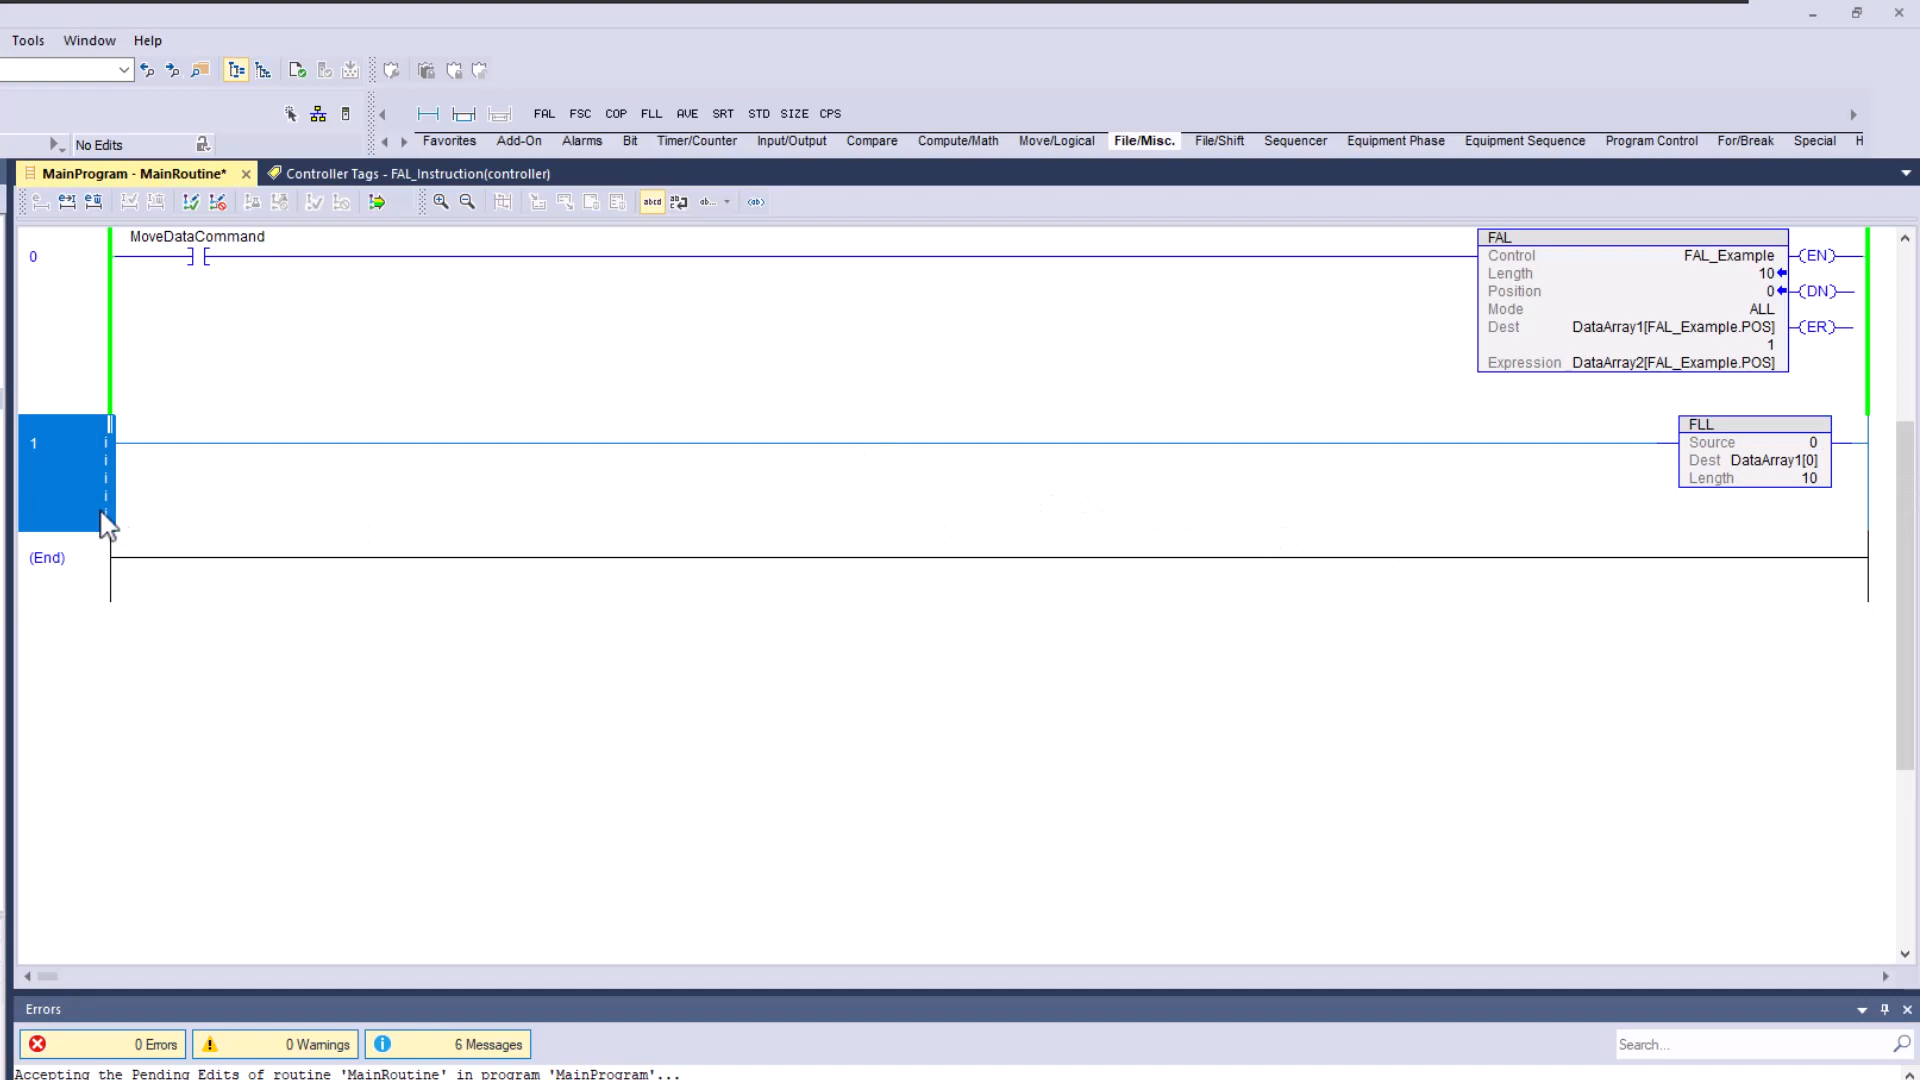 Tools Window Help
FAL FSC COP FLL AVE SRT STD SIZE CPS
No Edits
Favorites Add-On Alarms Bit Timer/Counter Input/Output Compare Compute/Math Move/Logical File/Misc. File/Shift Sequencer Equipment Phase Equipment Sequence Program Control For/Break Special H
MainProgram - MainRoutine* Controller Tags - FAL_Instruction(controller)
abcd ab c ab... <ab>
MoveDataCommand
0
FAL
Control FAL_Example (EN)
Length 10
Position 0 (DN)
Mode ALL
Dest DataArray1[FAL_Example.POS] (ER)
1
Expression DataArray2[FAL_Example.POS]
1
i
i
i
i
i
FLL
Source 0
Dest DataArray1[0]
Length 10
(End)
Errors
0 Errors 0 Warnings 6 Messages Search...
Accepting the Pending Edits of routine 'MainRoutine' in program 'MainProgram'...